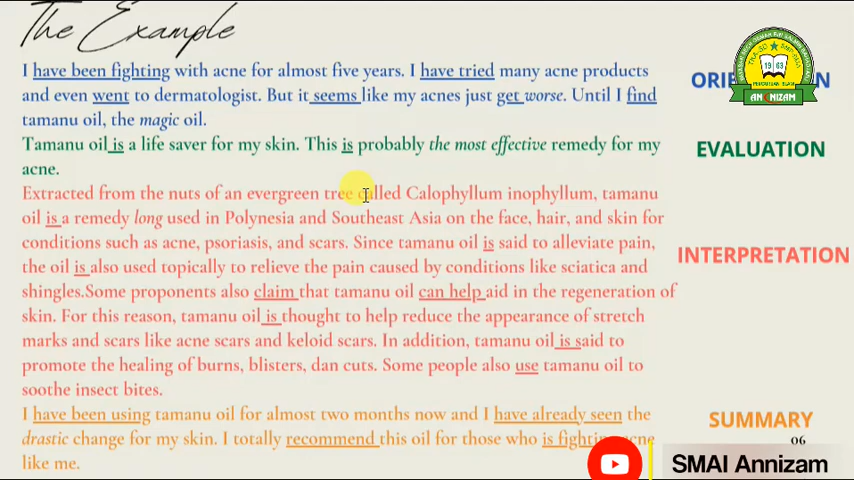 The Example
I have been fighting with acne for almost five years. I have tried many acne products
and even went to dermatologist. But it seems like my acnes just get worse. Until I find
tamanu oil, the magic oil.
Tamanu oil is a life saver for my skin. This is probably the most effective remedy for my
acne.
Extracted from the nuts of an evergreen tree called Calophyllum inophyllum, tamanu
oil is a remedy long used in Polynesia and Southeast Asia on the face, hair, and skin for
conditions such as acne, psoriasis, and scars. Since tamanu oil is said to alleviate pain,
the oil is also used topically to relieve the pain caused by conditions like sciatica and
shingles.Some proponents also claim that tamanu oil can help aid in the regeneration of
skin. For this reason, tamanu oil is thought to help reduce the appearance of stretch
marks and scars like acne scars and keloid scars. In addition, tamanu oil is said to
promote the healing of burns, blisters, dan cuts. Some people also use tamanu oil to
soothe insect bites.
I have been using tamanu oil for almost two months now and I have already seen the
drastic change for my skin. I totally recommend this oil for those who is fighting acne
like me.
EVALUATION
INTERPRETATION
SUMMARY
06
19 63
ANNIZAM
SMAI Annizam